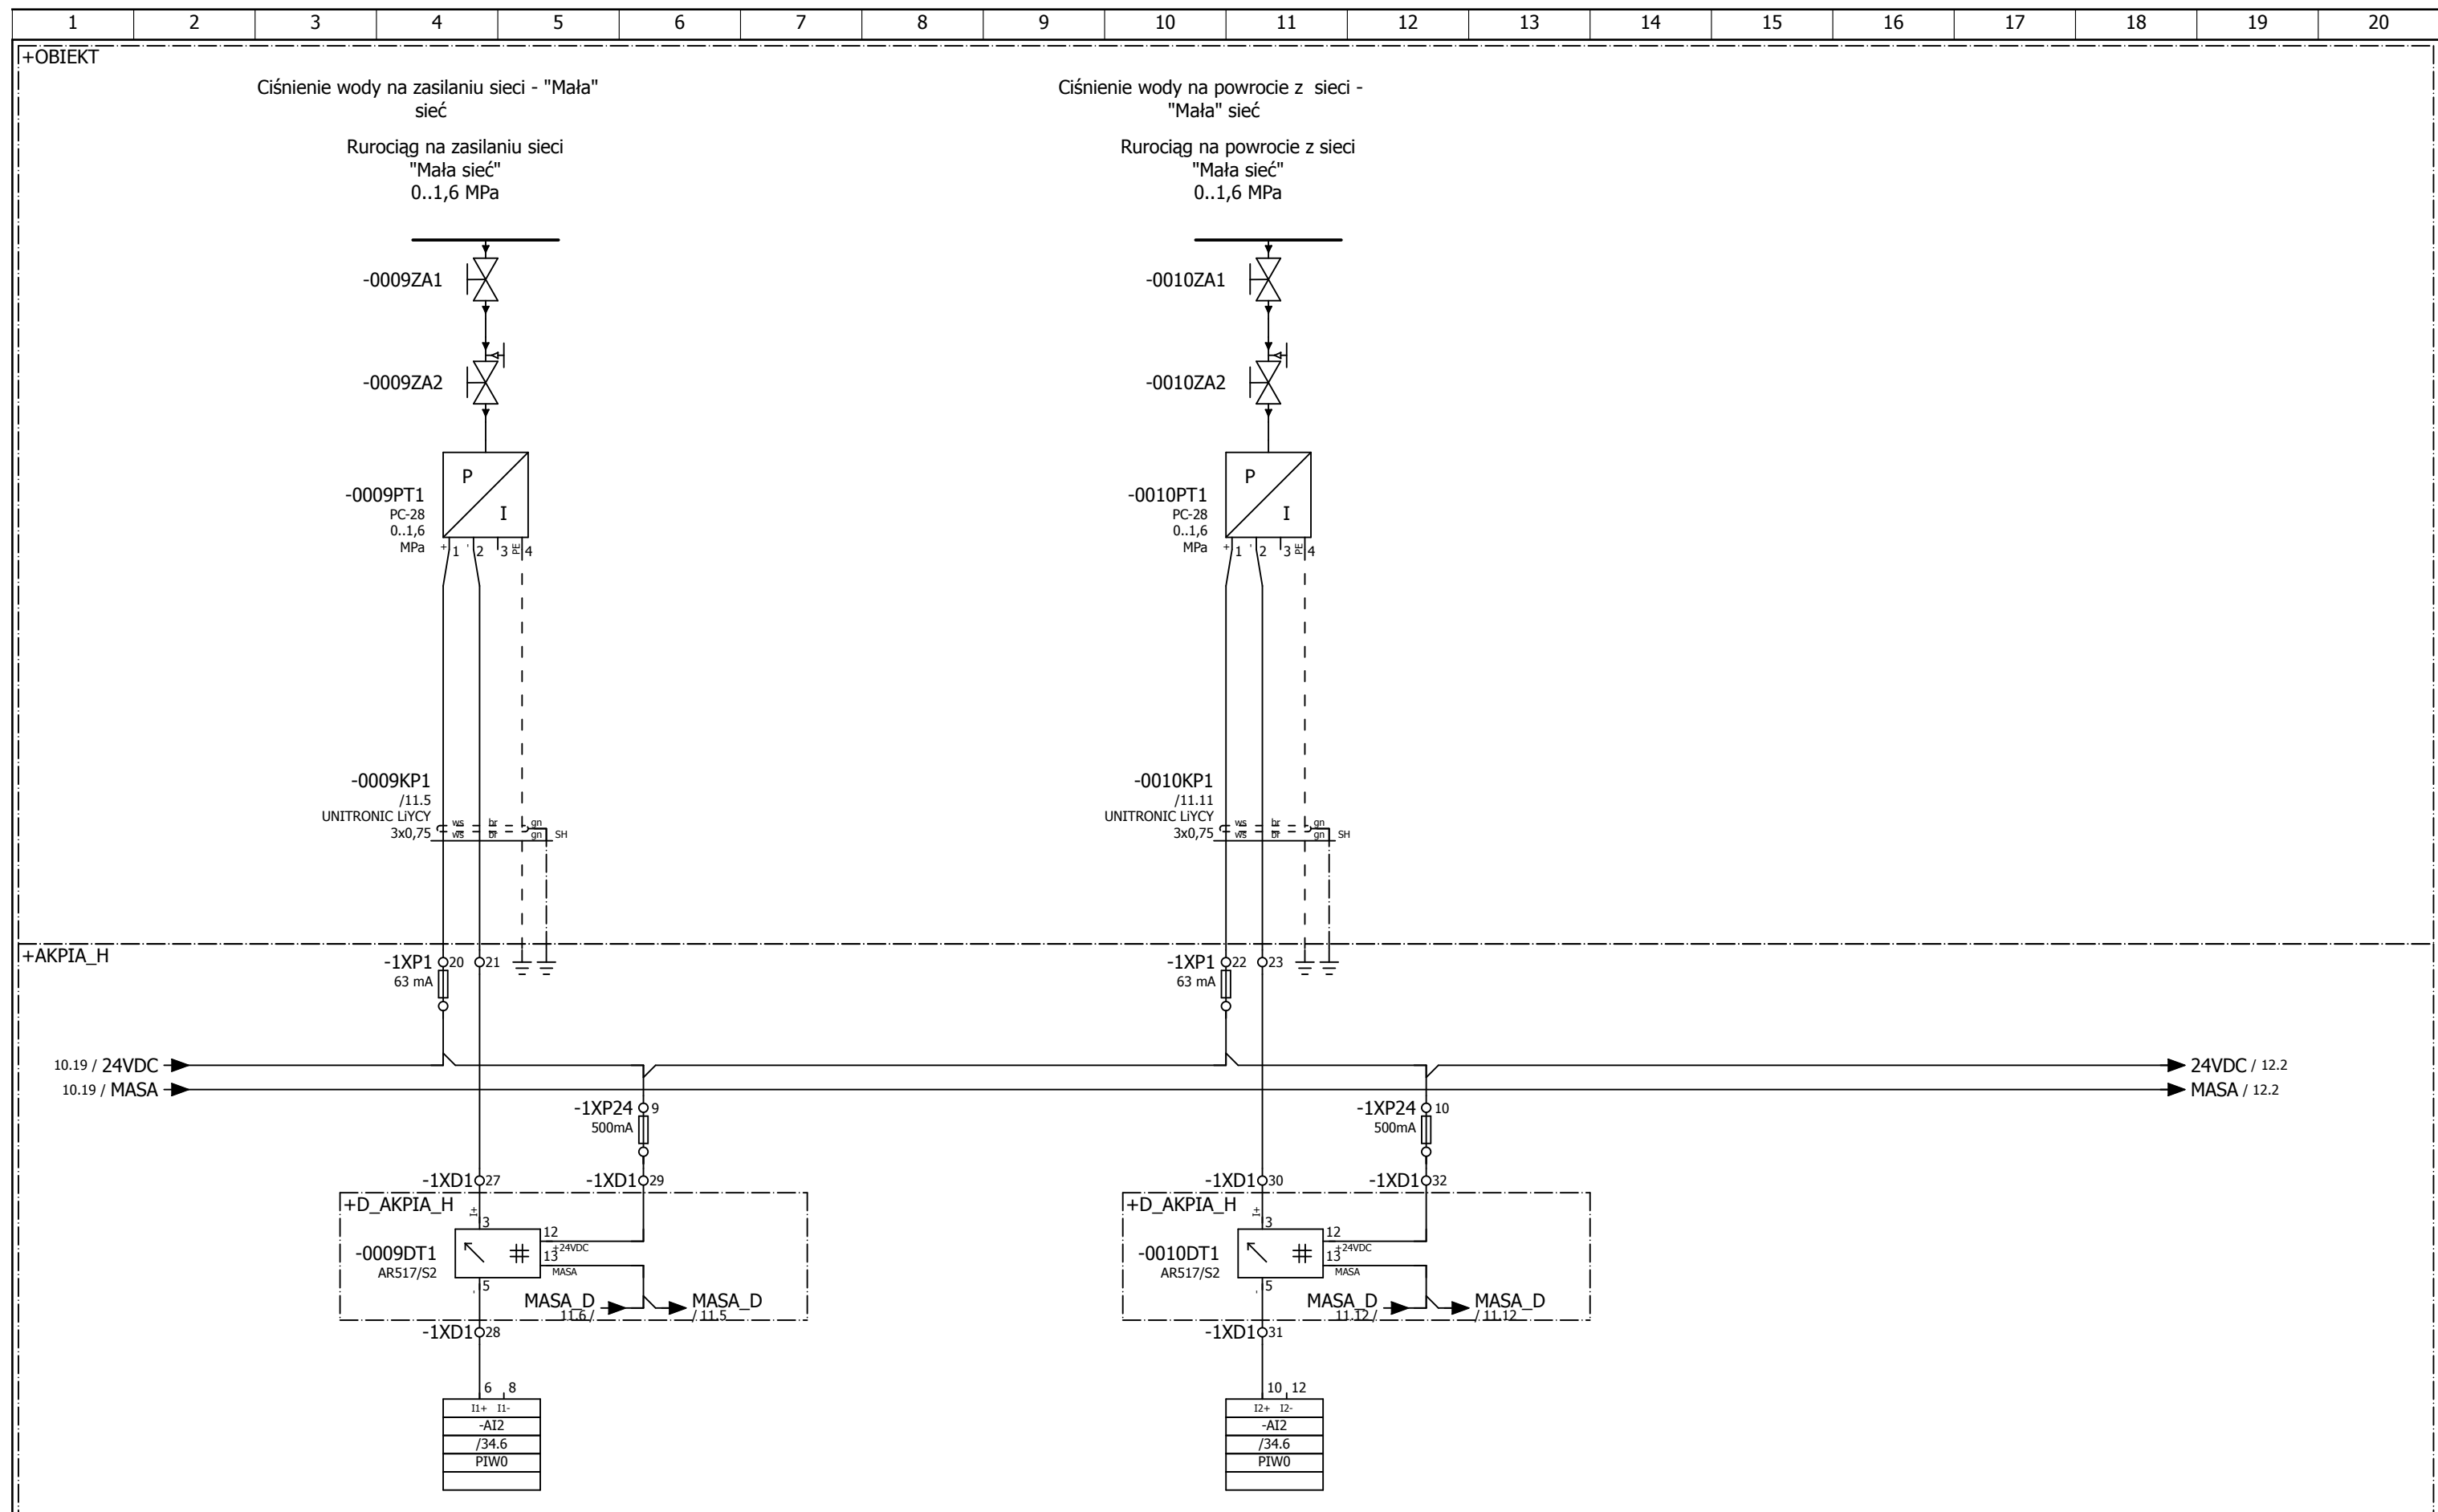 1 2 3 4 5 6 7 8 9 10 11 12 13 14 15 16 17 18 19 20
+OBIEKT
Ciśnienie wody na zasilaniu sieci - "Mała"
sieć
Rurociąg na zasilaniu sieci
"Mała sieć"
0..1,6 MPa
Ciśnienie wody na powrocie z  sieci -
"Mała" sieć
Rurociąg na powrocie z sieci
"Mała sieć"
0..1,6 MPa
-0009ZA1
-0010ZA1
-0009ZA2
-0010ZA2
P
I
-0009PT1
PC-28
0..1,6
MPa
+ 1 - 2 3 PE 4
P
I
-0010PT1
PC-28
0..1,6
MPa
+ 1 - 2 3 PE 4
-0009KP1
/11.5
UNITRONIC LiYCY
3x0,75
ws br gn
ws br gn SH
-0010KP1
/11.11
UNITRONIC LiYCY
3x0,75
ws br gn
ws br gn SH
+AKPIA_H
-1XP1 20 21
63 mA
-1XP1 22 23
63 mA
10.19 / 24VDC
24VDC / 12.2
10.19 / MASA
MASA / 12.2
-1XP24 9
500mA
-1XP24 10
500mA
-1XD1 27
-1XD1 29
-1XD1 30
-1XD1 32
+D_AKPIA_H
I+ 3
12
+24VDC
-0009DT1
AR517/S2
13
MASA
- 5
MASA_D
11.6 /
MASA_D
/ 11.5
+D_AKPIA_H
I+ 3
12
+24VDC
-0010DT1
AR517/S2
13
MASA
- 5
MASA_D
11.12 /
MASA_D
/ 11.12
-1XD1 28
-1XD1 31
6 8
I1+ I1-
-AI2
/34.6
PIW0
10 12
I2+ I2-
-AI2
/34.6
PIW0